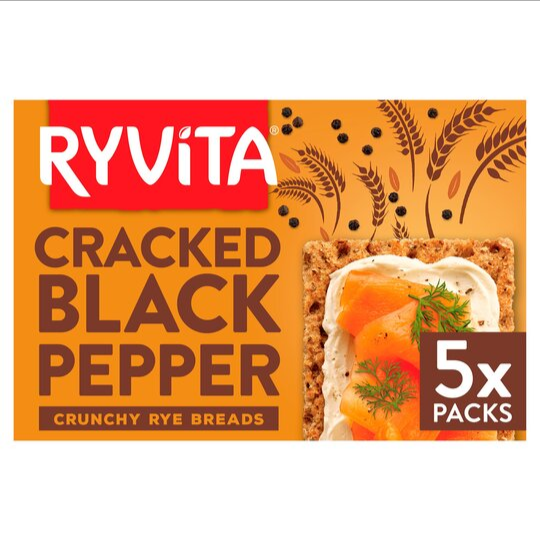 RYVITA®
CRACKED
BLACK
PEPPER
CRUNCHY RYE BREADS
5x
PACKS